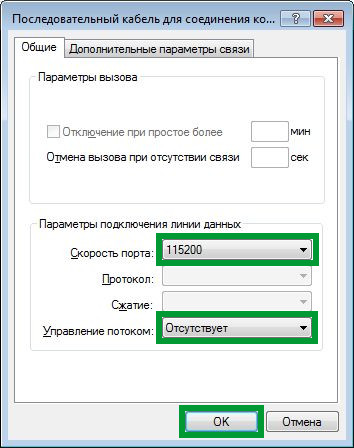 Последовательный кабель для соединения ко...
Общие
Дополнительные параметры связи
Параметры вызова
Отключение при простое более
мин
Отмена вызова при отсутствии связи
сек
Параметры подключения линии данных
Скорость порта: 115200
Протокол:
Сжатие:
Управление потоком: Отсутствует
OK
Отмена